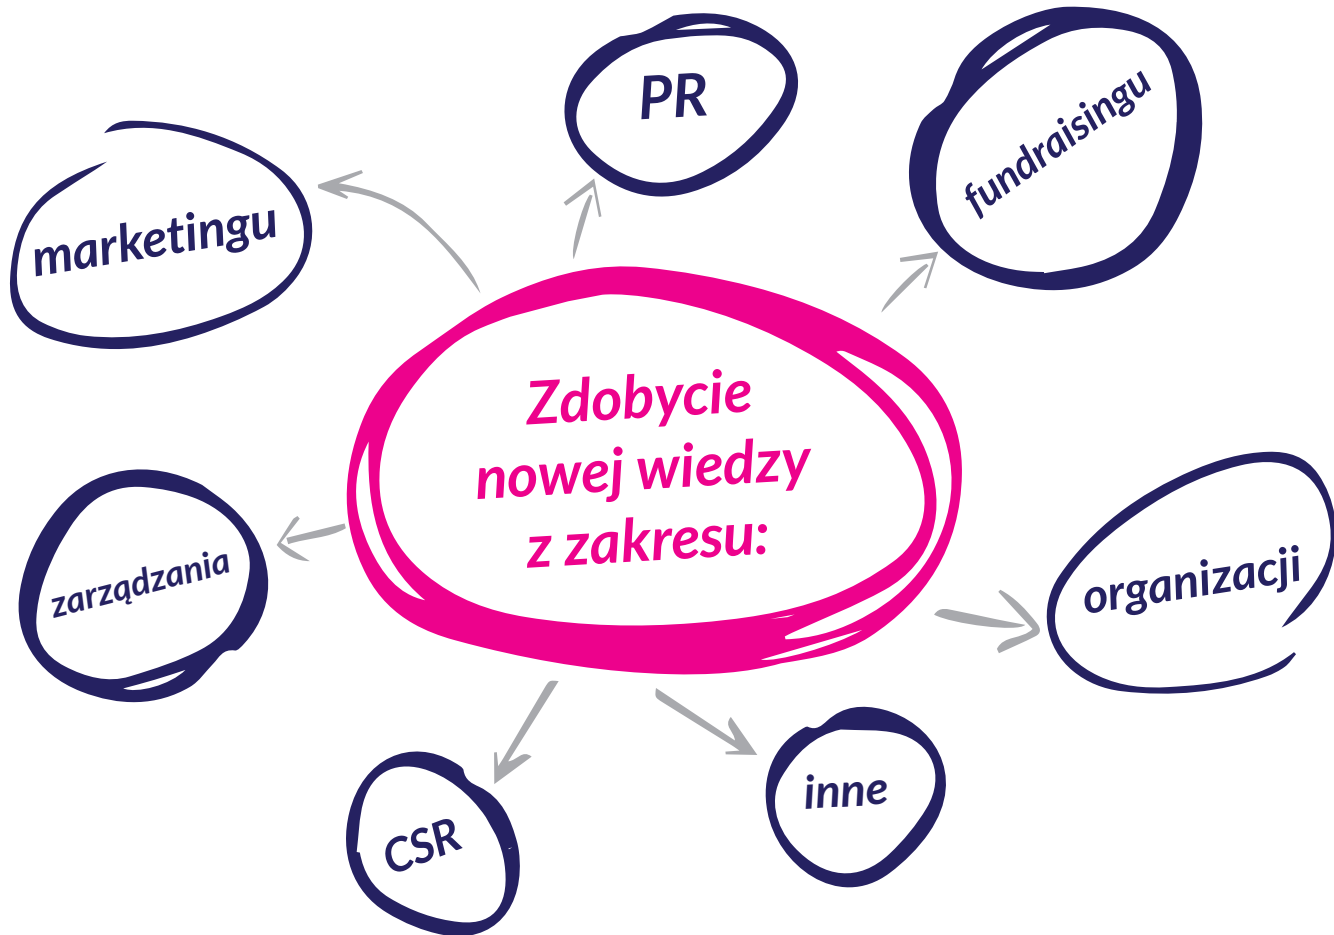 PR
fundraisingu
marketingu
Zdobycie
nowej wiedzy
z zakresu:
zarządzania
organizacji
inne
CSR